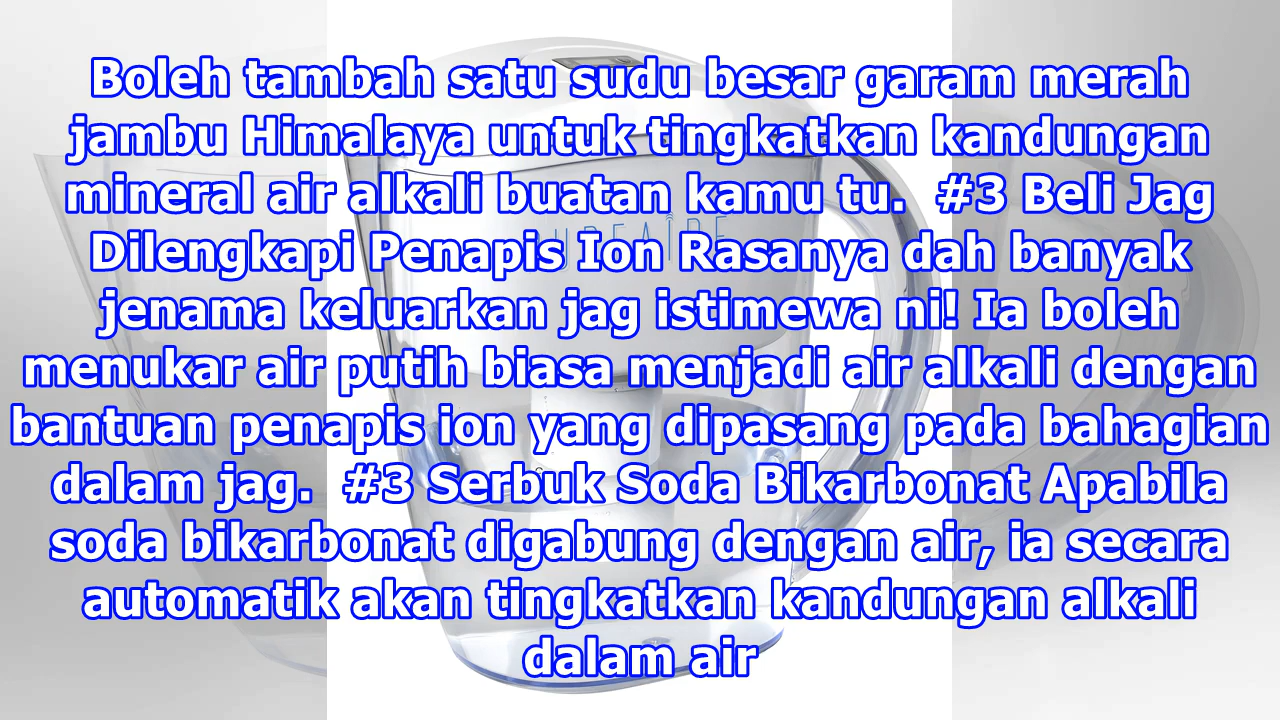 Boleh tambah satu sudu besar garam merah
jambu Himalaya untuk tingkatkan kandungan
mineral air alkali buatan kamu tu.  #3 Beli Jag
Dilengkapi Penapis Ion Rasanya dah banyak
jenama keluarkan jag istimewa ni! Ia boleh
menukar air putih biasa menjadi air alkali dengan
bantuan penapis ion yang dipasang pada bahagian
dalam jag.  #3 Serbuk Soda Bikarbonat Apabila
soda bikarbonat digabung dengan air, ia secara
automatik akan tingkatkan kandungan alkali
dalam air